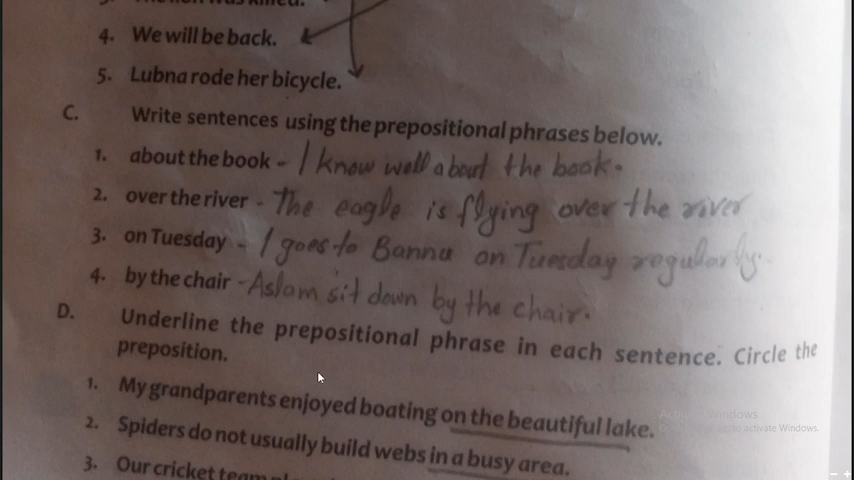 4. We will be back.
5. Lubna rode her bicycle.
C. Write sentences using the prepositional phrases below.
1. about the book - I know well about the book.
2. over the river - The eagle is flying over the river
3. on Tuesday - I goes to Bannu on Tuesday regularly.
4. by the chair - Aslam sit down by the chair.
D. Underline the prepositional phrase in each sentence. Circle the
preposition.
1. My grandparents enjoyed boating on the beautiful lake.
2. Spiders do not usually build webs in a busy area.
3. Our cricket team
Windows
to activate Windows.